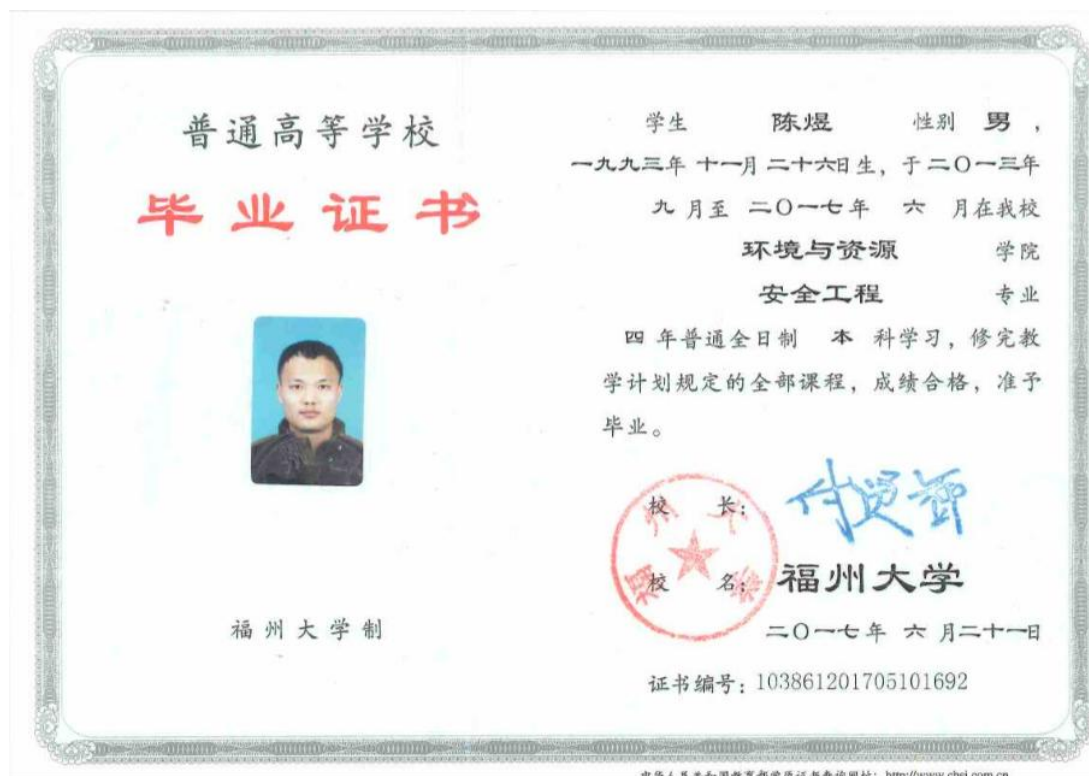 普通高等学校
毕业证书
福州大学制
学生 陈煜 性别 男，
一九九三年 十一月 二十六日生，于二〇一三年
九 月至 二〇一七年 六 月在我校
环境与资源 学院
安全工程 专业
四 年普通全日制 本 科学习，修完教
学计划规定的全部课程，成绩合格，准予
毕业。
校 长：
福州大学
校 名：福州大学
二〇一七年 六 月二十一日
证书编号：103861201705101692